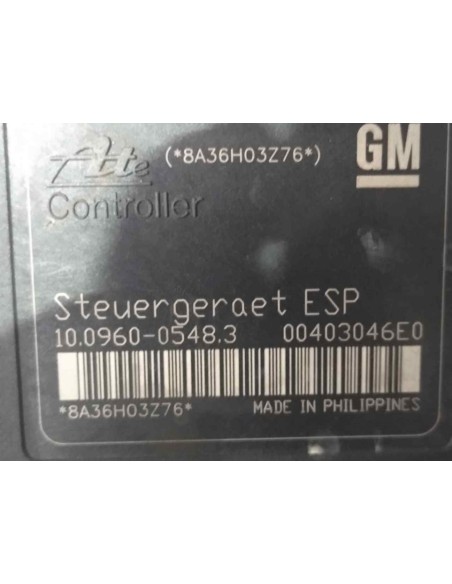 Ate (*8A36H03Z76*) GM
Controller
Steuergeraet ESP
10.0960-0548.3 00403046E0
*8A36H03Z76* MADE IN PHILIPPINES